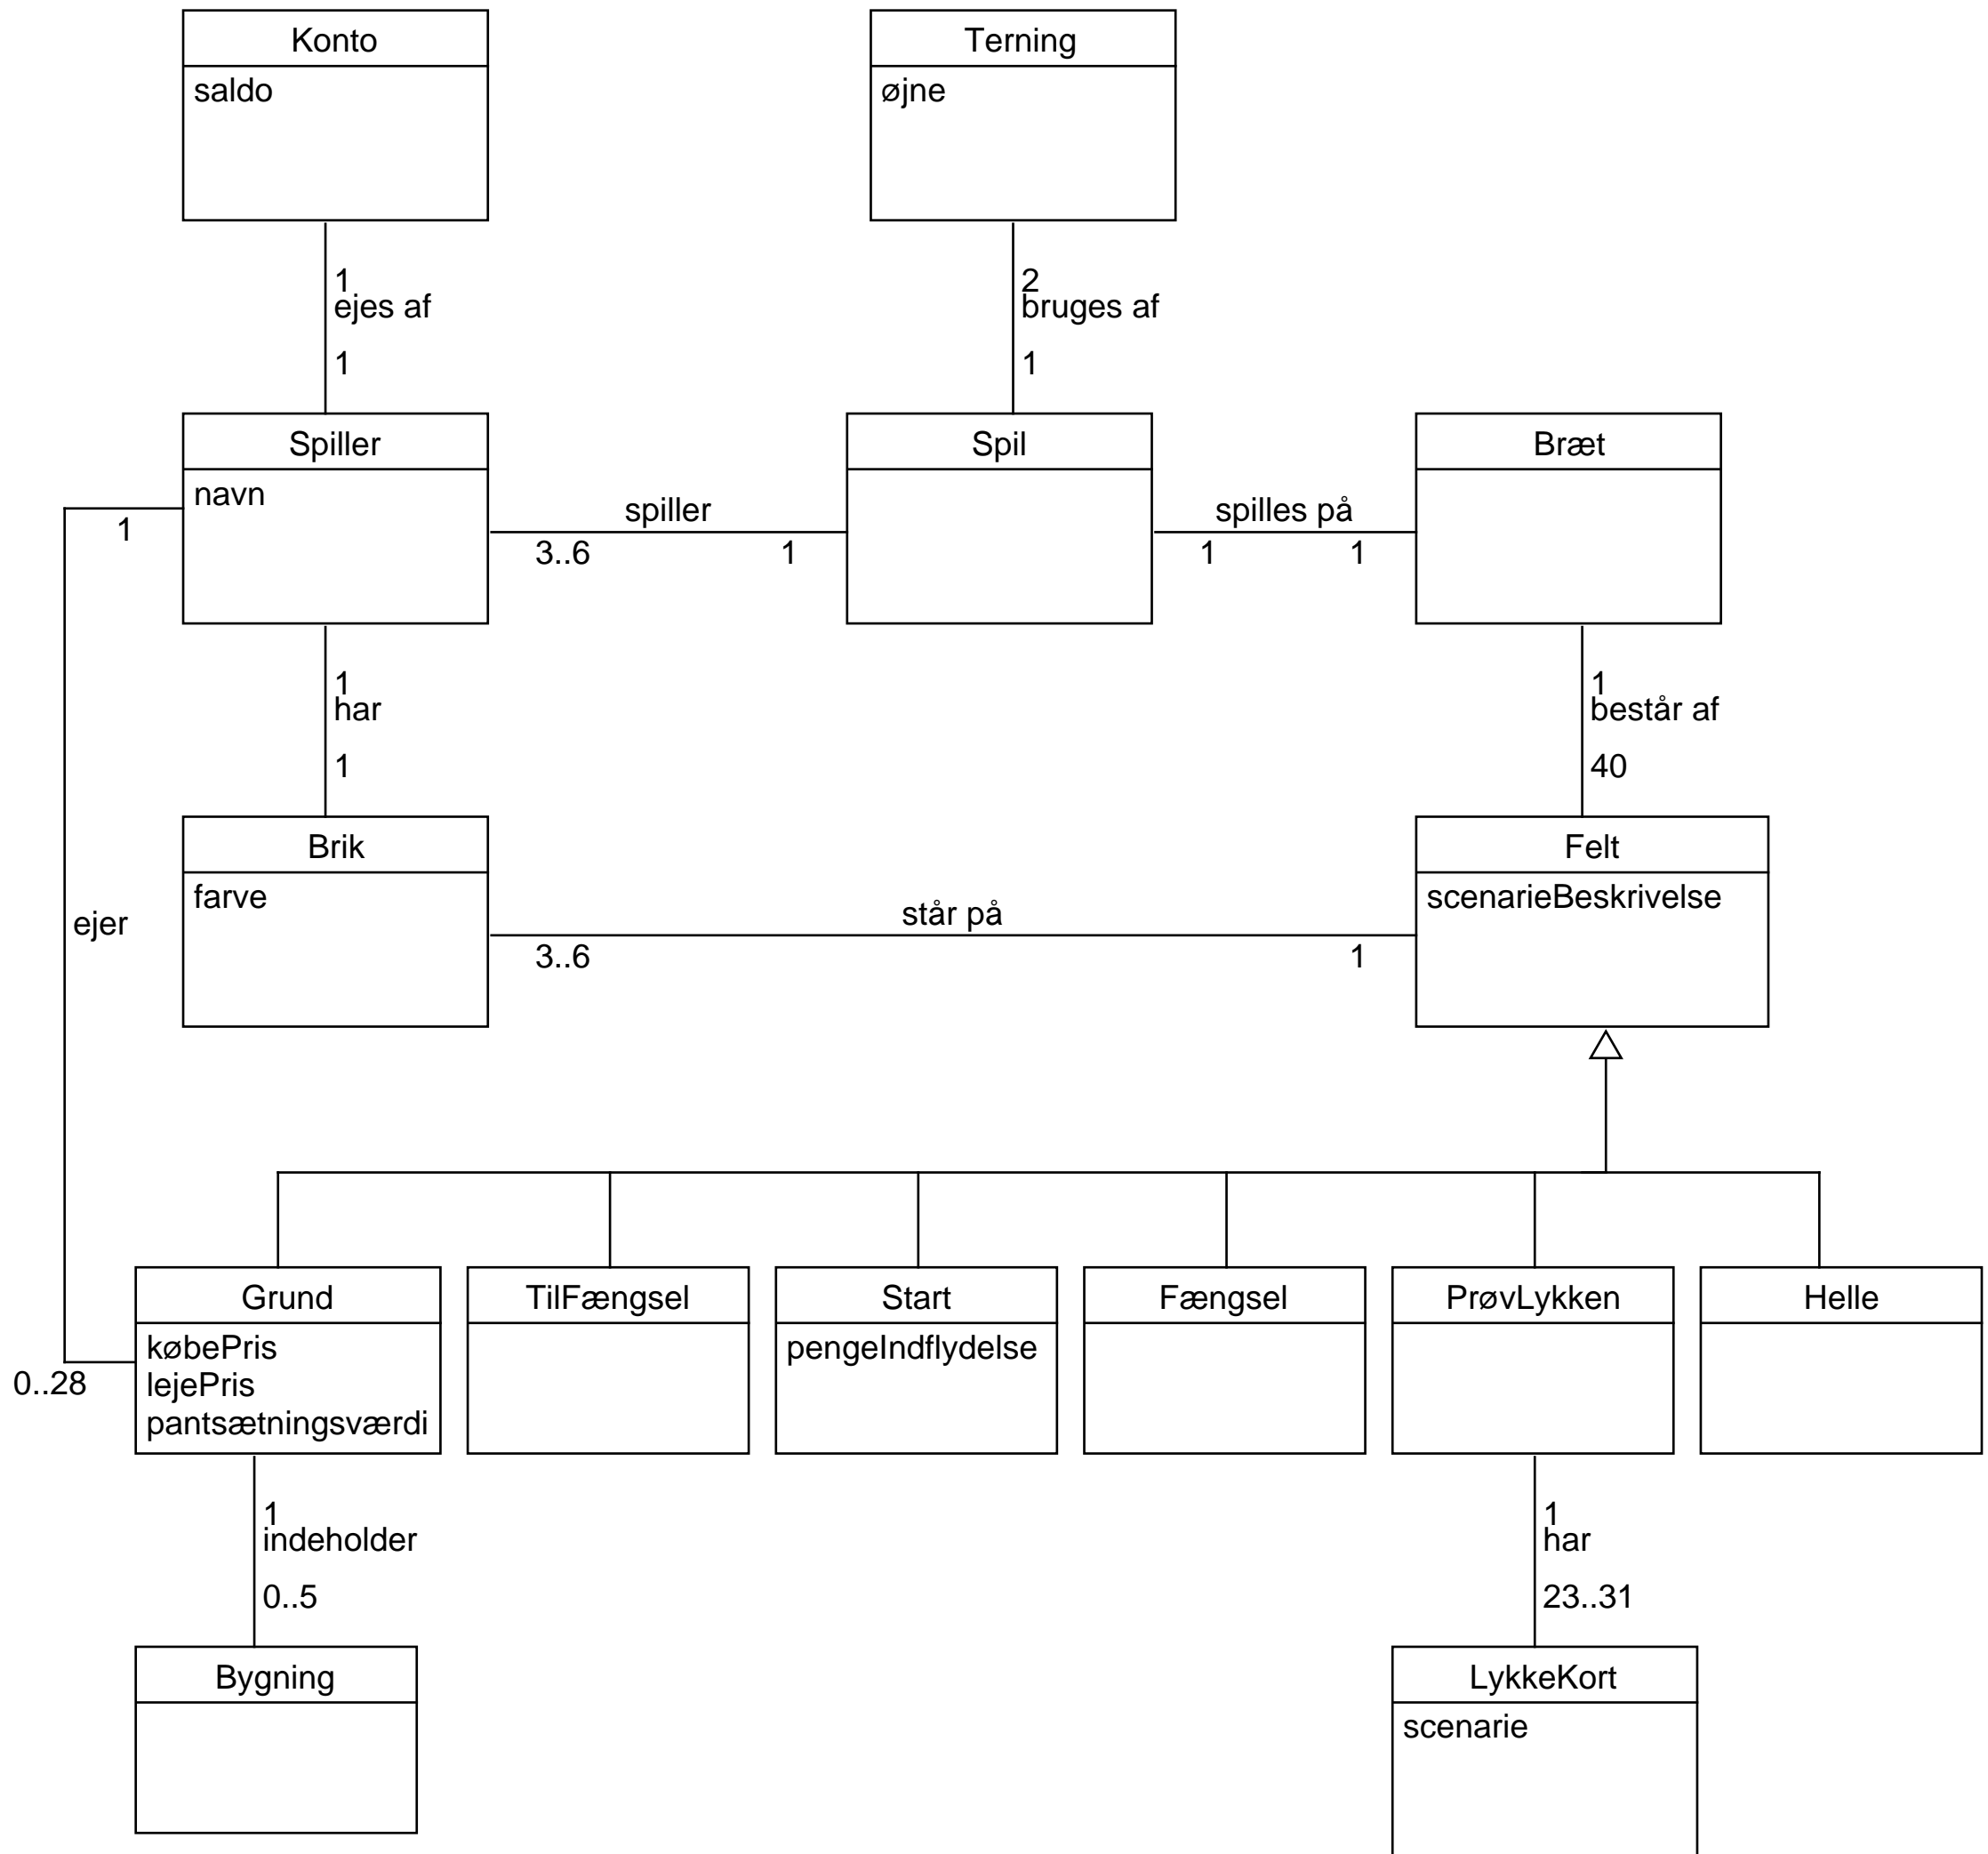 Konto
saldo
Terning
øjne
1
ejes af
1
2
bruges af
1
Spiller
navn
Spil
Bræt
1
spiller
3..6
1
spilles på
1
1
1
har
1
1
består af
40
Brik
farve
Felt
scenarieBeskrivelse
ejer
står på
3..6
1
Grund
købePris
lejePris
pantsætningsværdi
TilFængsel
Start
pengeIndflydelse
Fængsel
PrøvLykken
Helle
0..28
1
indeholder
0..5
1
har
23..31
Bygning
LykkeKort
scenarie